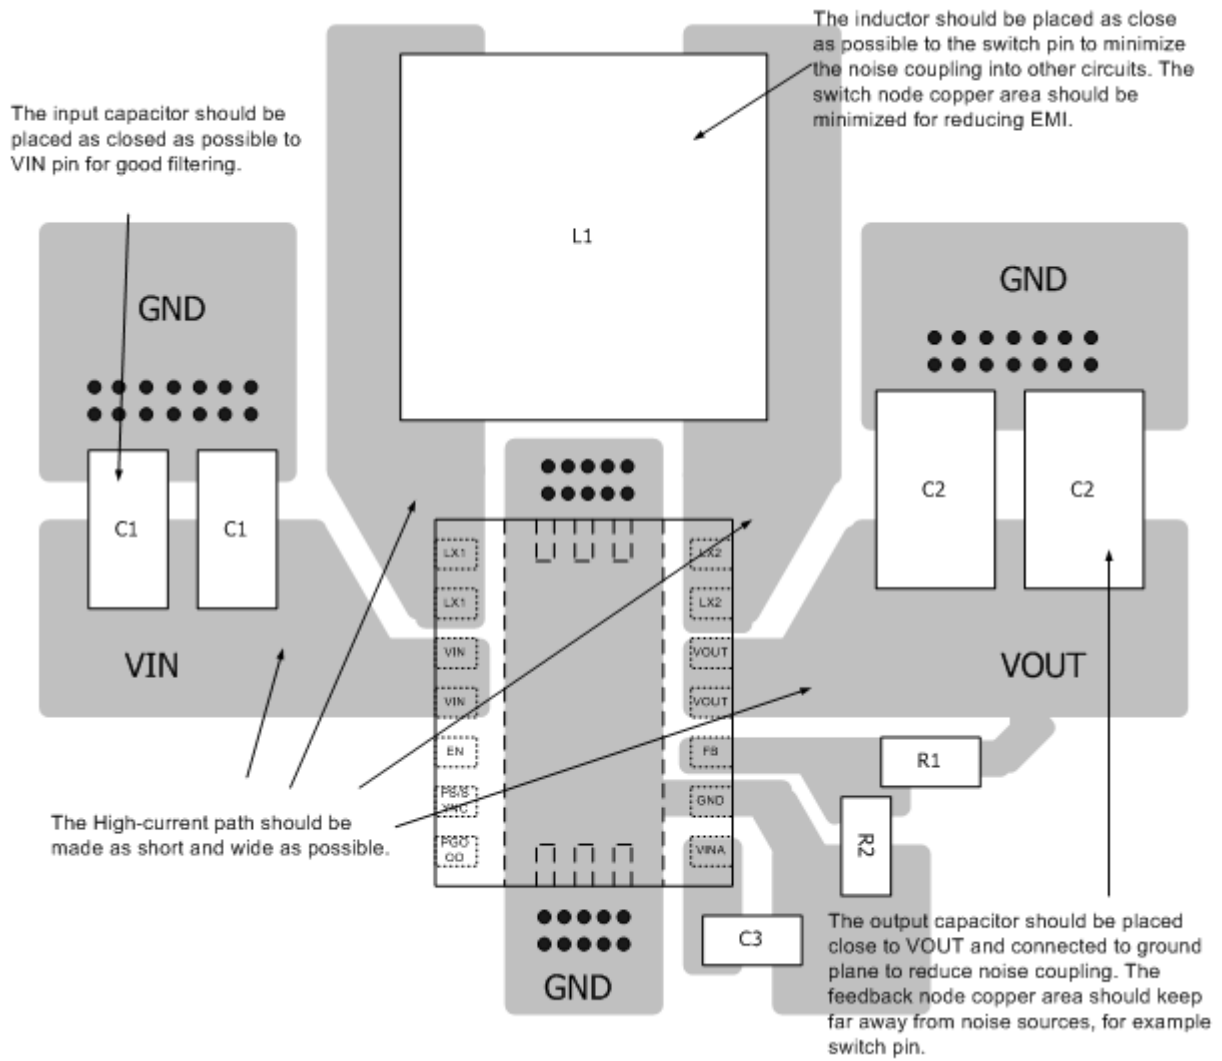 The inductor should be placed as close
as possible to the switch pin to minimize
the noise coupling into other circuits. The
switch node copper area should be
minimized for reducing EMI.
The input capacitor should be
placed as closed as possible to
VIN pin for good filtering.
L1
GND
GND
C1
C1
C2
C2
LX1
LX2
LX1
LX2
VIN
VOUT
VIN
VOUT
VIN
VOUT
EN
FB
R1
PS/S
YNC
GND
The High-current path should be
made as short and wide as possible.
PGO
OD
VINA
R2
C3
GND
The output capacitor should be placed
close to VOUT and connected to ground
plane to reduce noise coupling. The
feedback node copper area should keep
far away from noise sources, for example
switch pin.